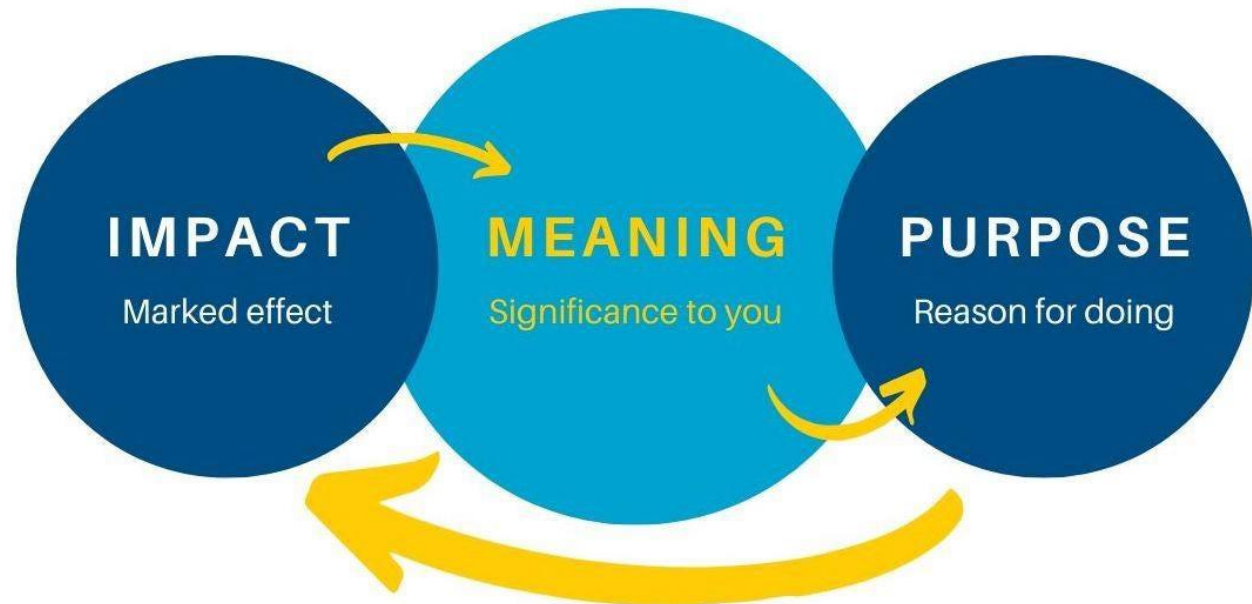 IMPACT
Marked effect
MEANING
Significance to you
PURPOSE
Reason for doing